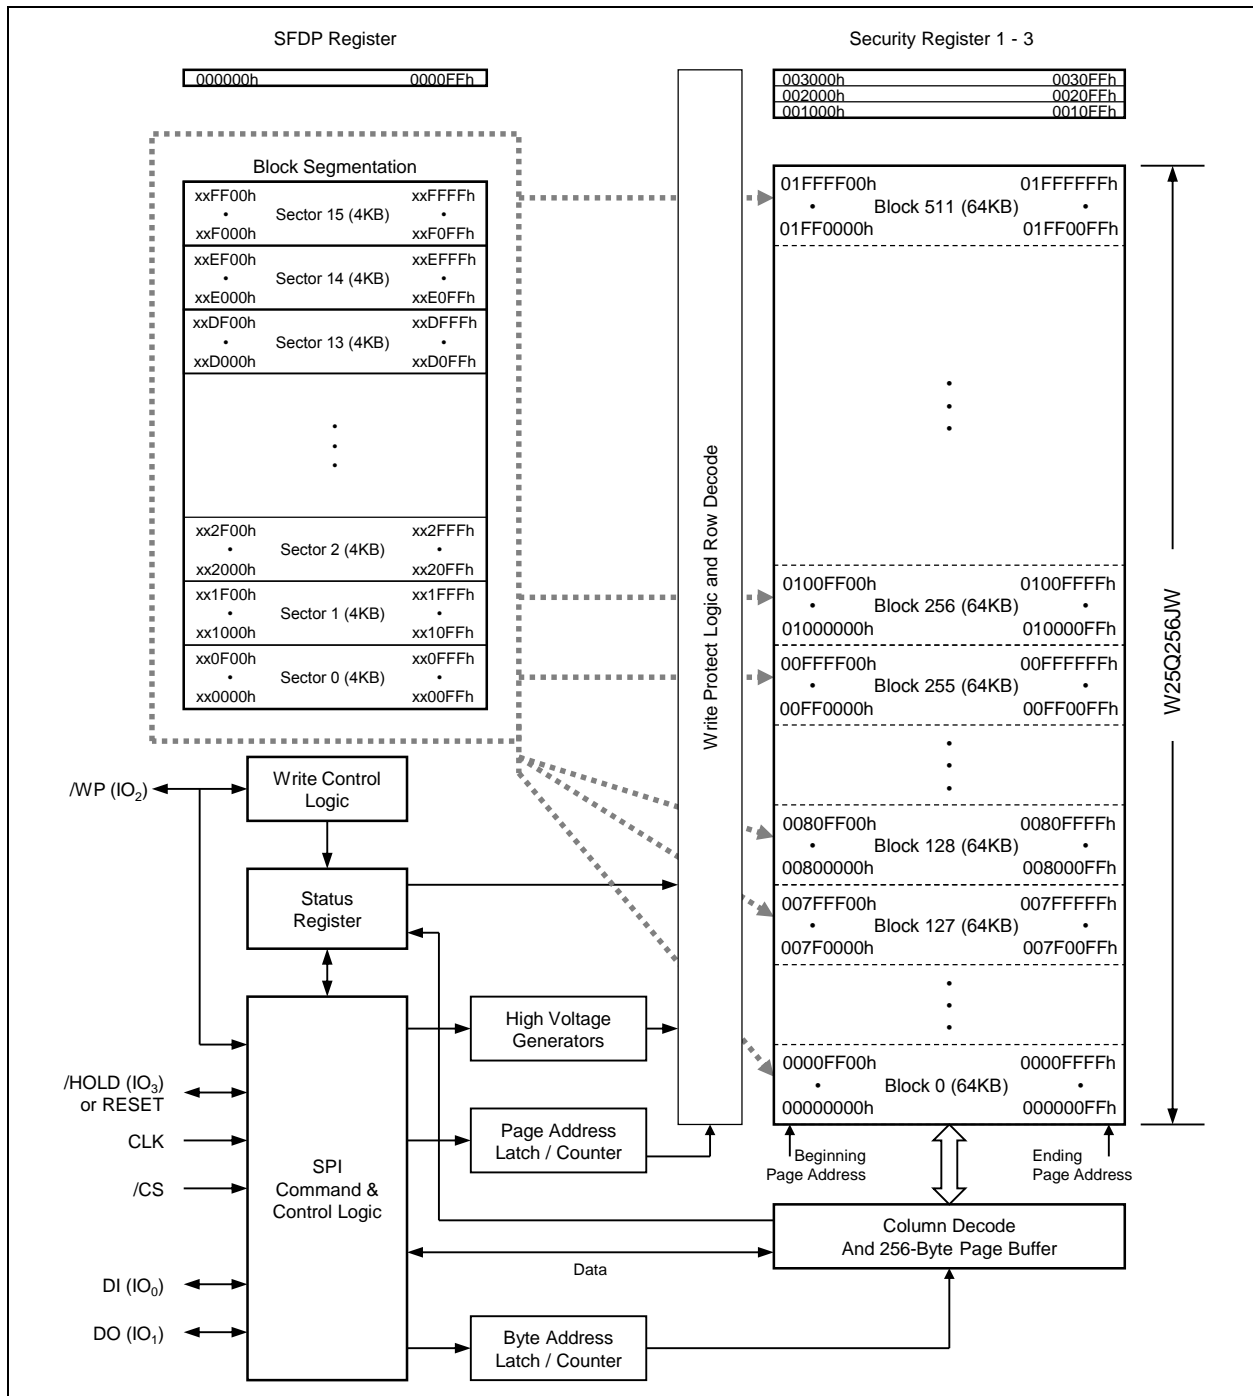 SFDP Register
000000h 0000FFh
Security Register 1 - 3
003000h 0030FFh
002000h 0020FFh
001000h 0010FFh
Block Segmentation
xxFF00h xxFFFFh
• Sector 15 (4KB) •
xxF000h xxF0FFh
xxEF00h xxEFFFh
• Sector 14 (4KB) •
xxE000h xxE0FFh
xxDF00h xxDFFFh
• Sector 13 (4KB) •
xxD000h xxD0FFh
xx2F00h xx2FFFh
• Sector 2 (4KB) •
xx2000h xx20FFh
xx1F00h xx1FFFh
• Sector 1 (4KB) •
xx1000h xx10FFh
xx0F00h xx0FFFh
• Sector 0 (4KB) •
xx0000h xx00FFh
Write Protect Logic and Row Decode
01FFFF00h 01FFFFFFh
• Block 511 (64KB) •
01FF0000h 01FF00FFh
0100FF00h 0100FFFFh
• Block 256 (64KB) •
01000000h 010000FFh
00FFFF00h 00FFFFFFh
• Block 255 (64KB) •
00FF0000h 00FF00FFh
0080FF00h 0080FFFFh
• Block 128 (64KB) •
00800000h 008000FFh
007FFF00h 007FFFFFh
• Block 127 (64KB) •
007F0000h 007F00FFh
0000FF00h 0000FFFFh
• Block 0 (64KB) •
00000000h 000000FFh
W25Q256JW
Beginning
Page Address
Ending
Page Address
/WP (IO2)
Write Control
Logic
Status
Register
High Voltage
Generators
/HOLD (IO3)
or RESET
CLK
/CS
DI (IO0)
DO (IO1)
SPI
Command &
Control Logic
Page Address
Latch / Counter
Column Decode
And 256-Byte Page Buffer
Data
Byte Address
Latch / Counter